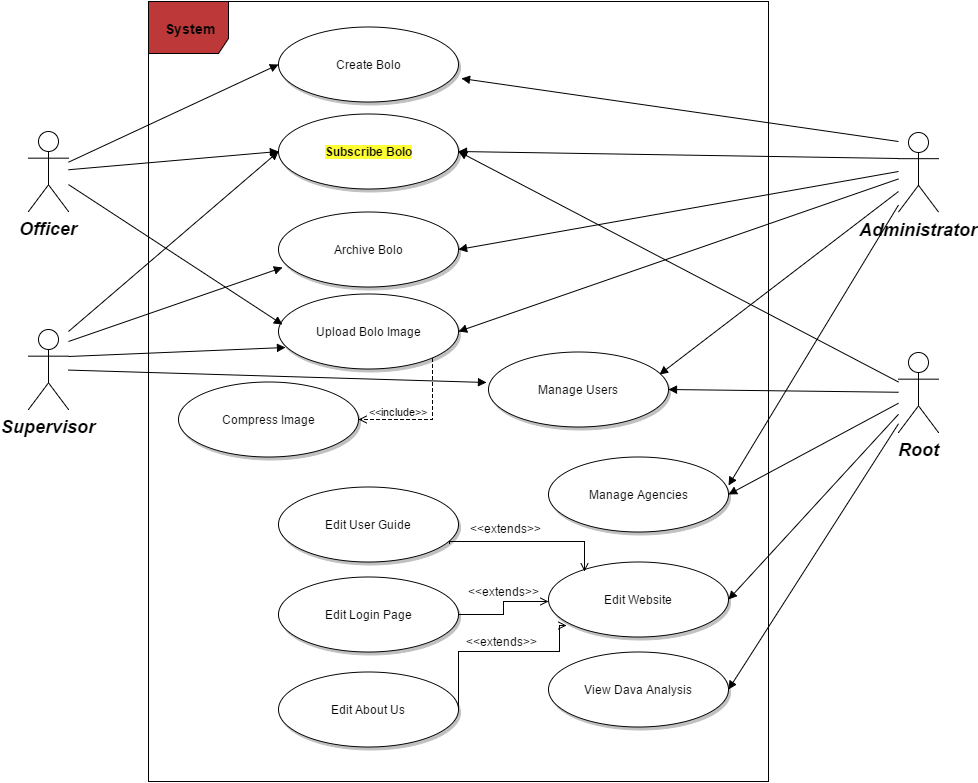 System
Create Bolo
Subscribe Bolo
Officer
Administrator
Archive Bolo
Upload Bolo Image
Manage Users
<<include>>
Compress Image
Supervisor
Root
Manage Agencies
Edit User Guide
<<extends>>
<<extends>>
Edit Website
Edit Login Page
<<extends>>
View Dava Analysis
Edit About Us